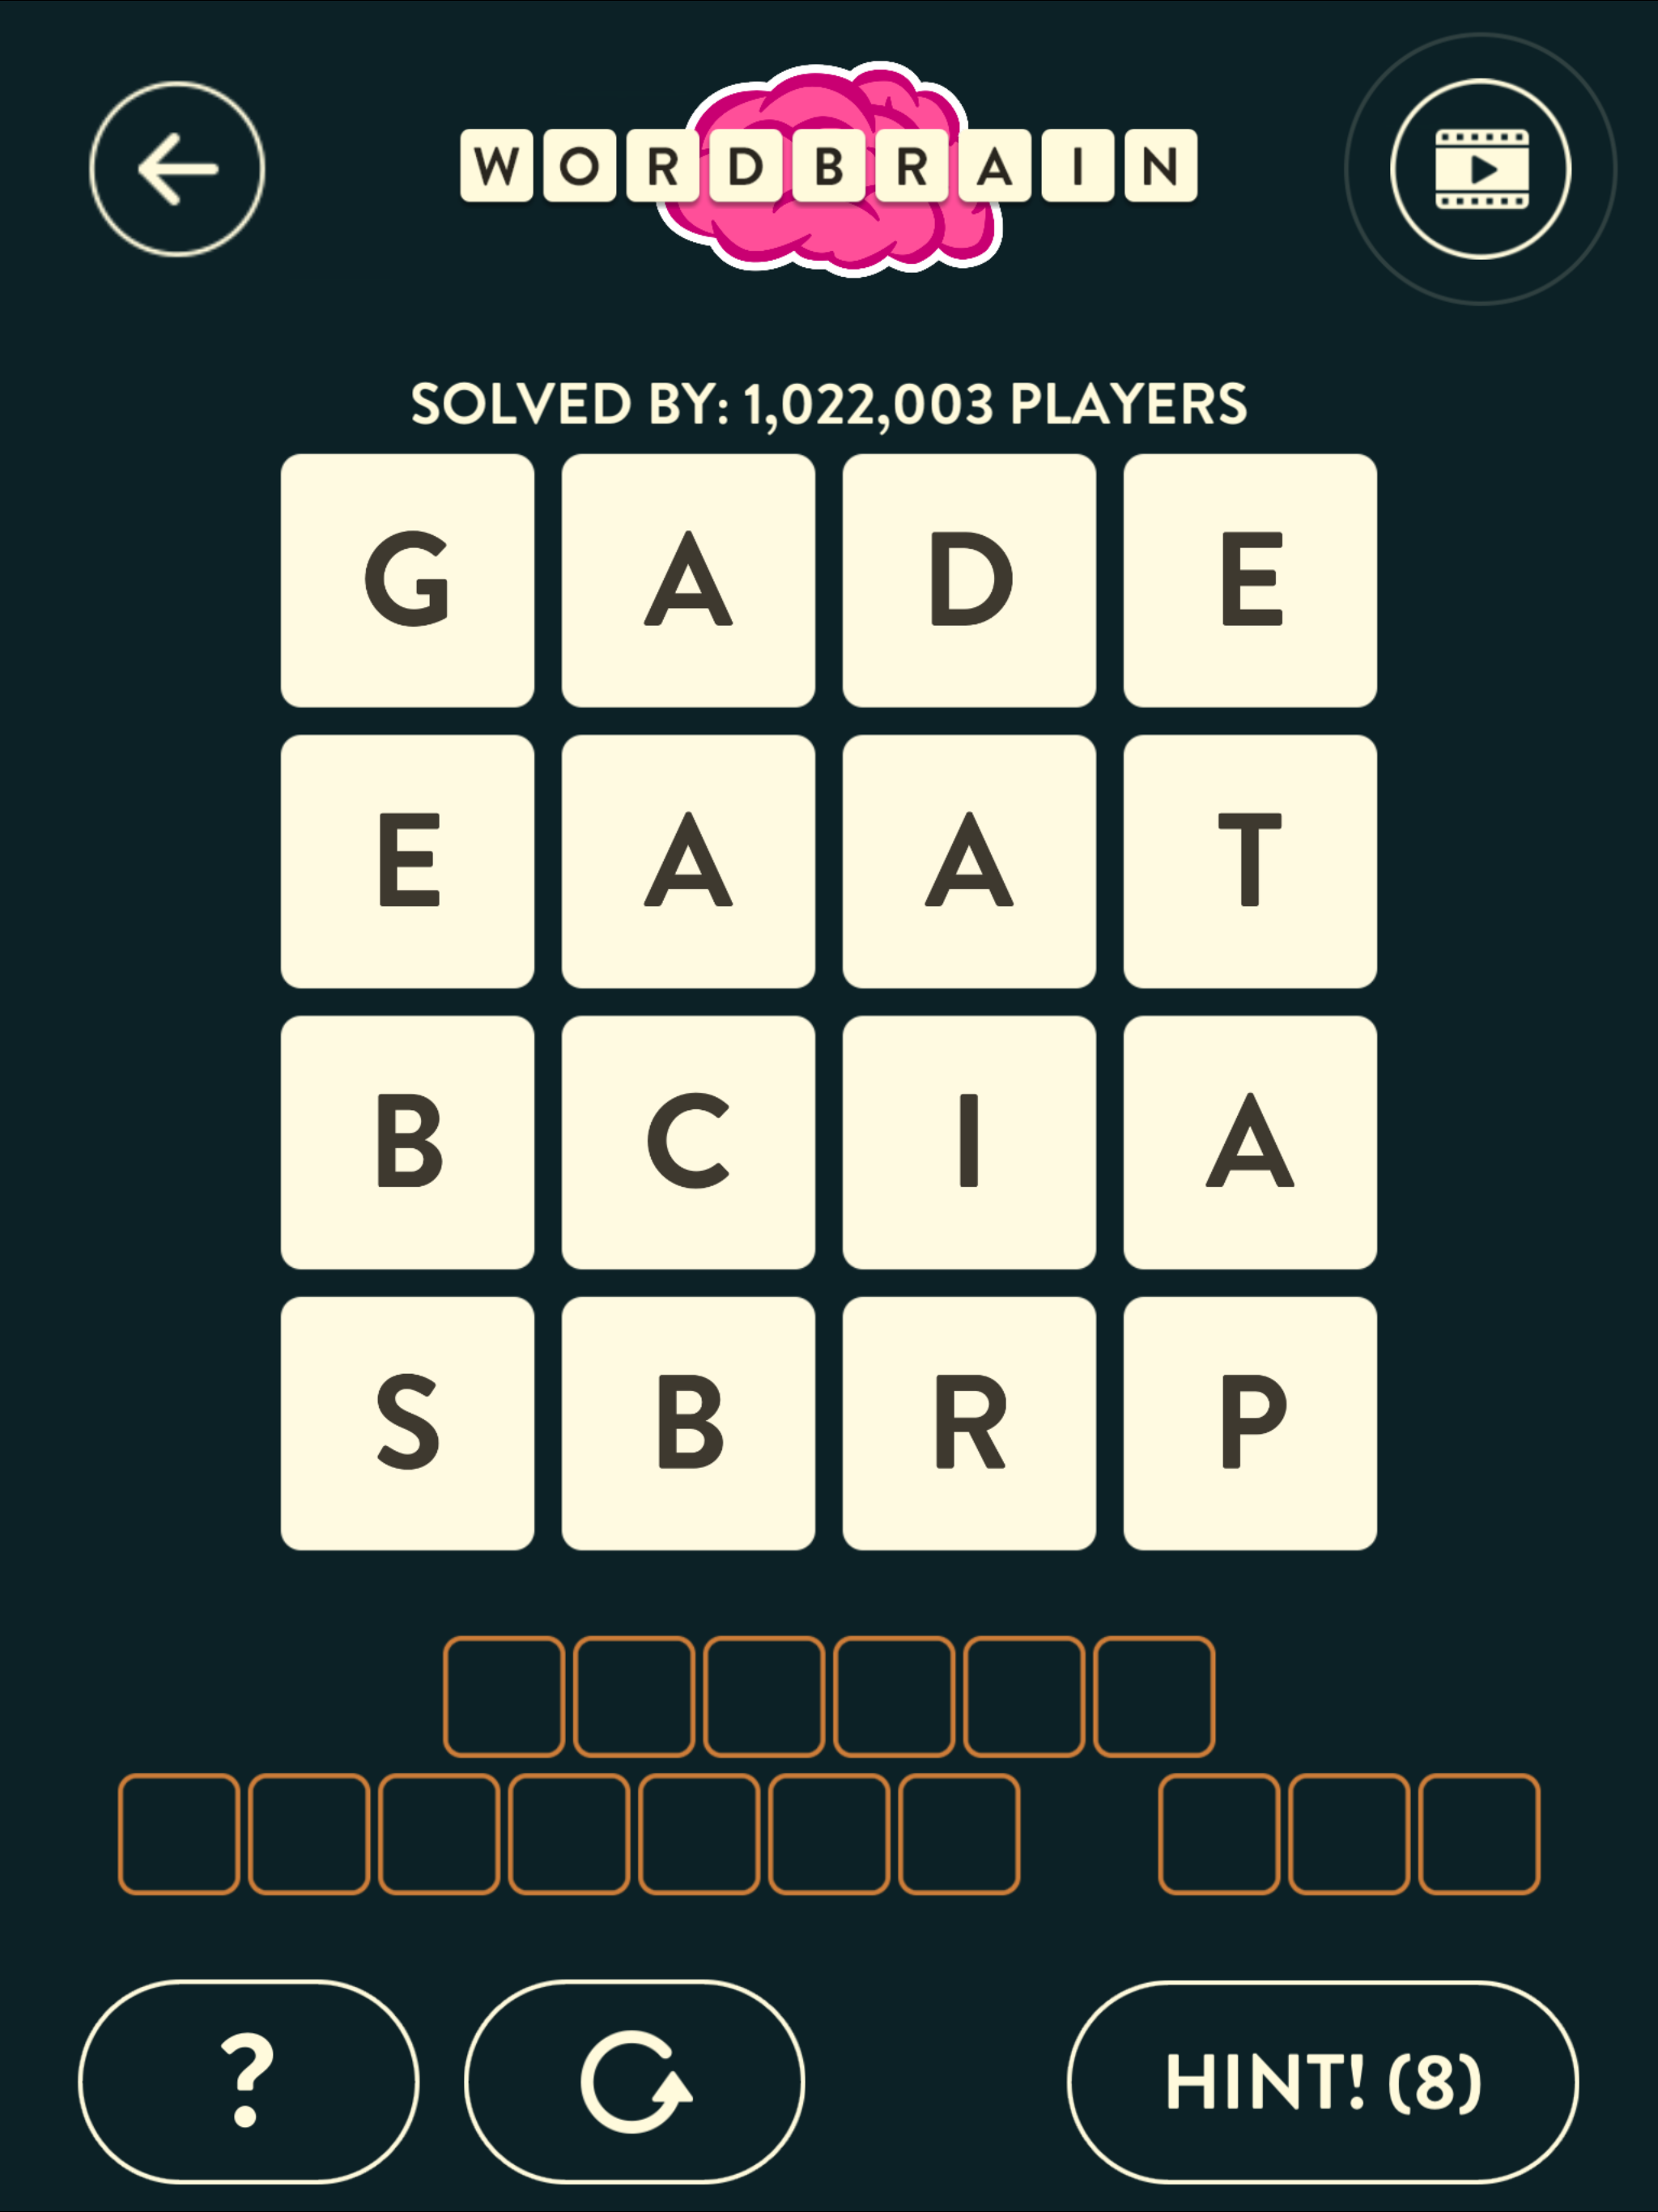 WORDBRAIN
SOLVED BY: 1,022,003 PLAYERS
G A D E
E A A T
B C I A
S B R P
? HINT! (8)